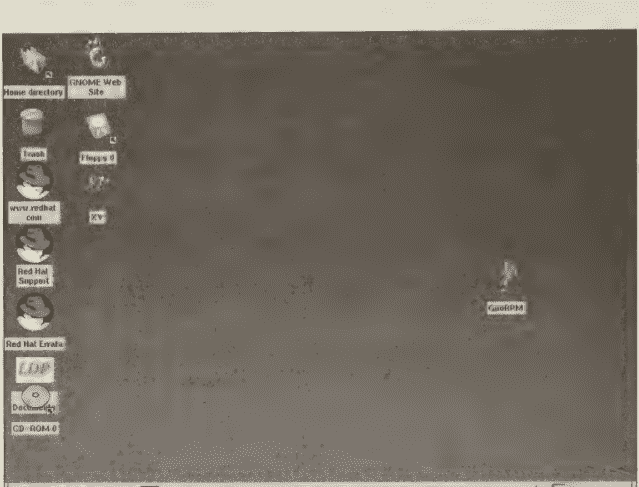 Home directory
GNOME Web
Site
Trash
Floppy 0
www.redhat
com
XV
Red Hat
Support
GnoRPM
Red Hat Errata
LDP
Documents
CD-ROM 0